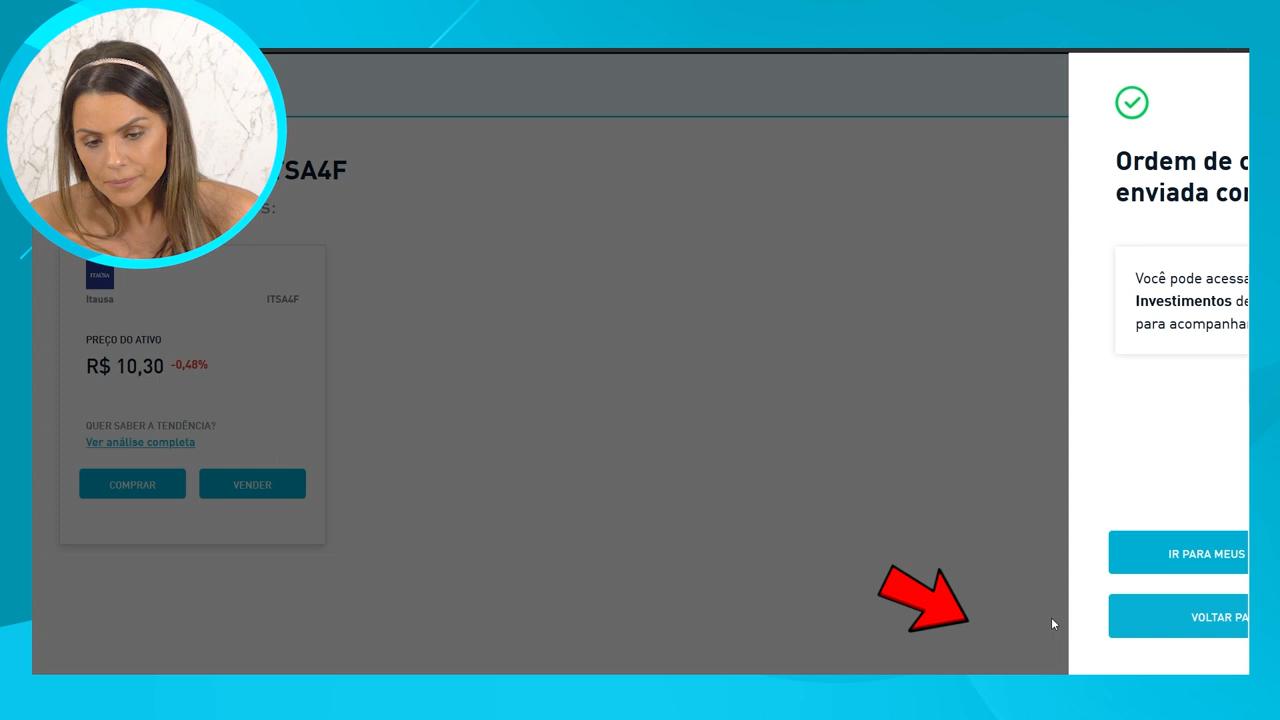 TSA4F
S:
ITAÚSA
Itausa
ITSA4F
PREÇO DO ATIVO
R$ 10,30 -0,48%
QUER SABER A TENDÊNCIA?
Ver análise completa
COMPRAR
VENDER
Ordem de c
enviada co
Você pode acessa
Investimentos de
para acompanha
IR PARA MEUS
VOLTAR PA